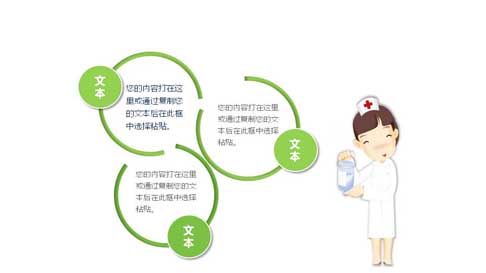 文
本
您的内容打在这
里或通过复制您
的文本后在此框
中选择粘贴。
您的内容打在这里
或通过复制您的文
本后在此框中选择
粘贴。
文
本
您的内容打在这里
或通过复制您的文
本后在此框中选择
粘贴。
文
本